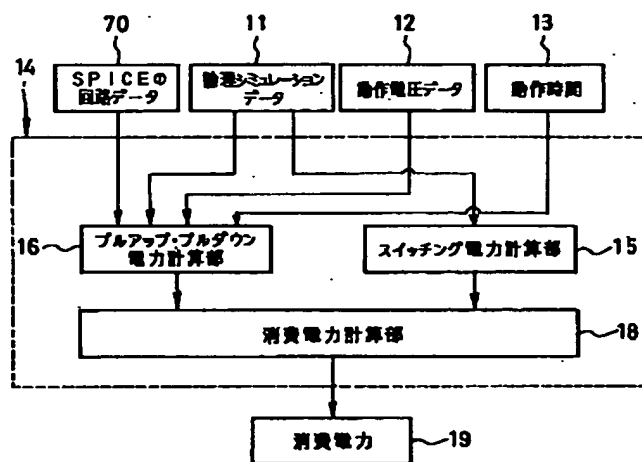 70
11
12
13
14
SPICEの
回路データ
論理シミュレーション
データ
動作電圧データ
動作時間
16
プルアップ・プルダウン
電力計算部
スイッチング電力計算部
15
消費電力計算部
18
消費電力
19